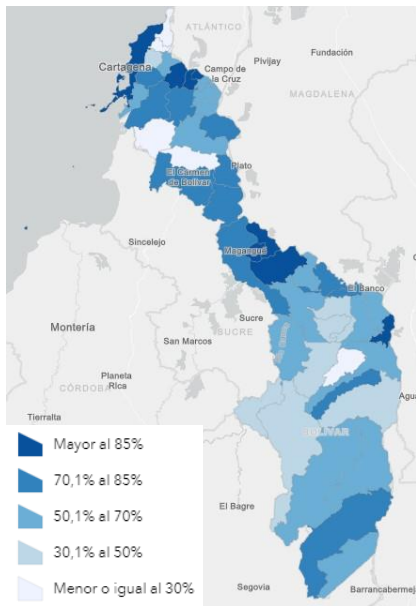 ATLÁNTICO
Fundación
Pivijay
Cartagena
Campo de
la Cruz
MAGDALENA
Plato
El Carmen
de Bolívar
Sincelejo
Magangué
El Banco
Sucre
Montería
SUCRE
San Marcos
Planeta
Rica
CÓRDOBA
Agua
Tierralta
BOLÍVAR
Mayor al 85%
70,1% al 85%
50,1% al 70%
El Bagre
30,1% al 50%
Menor o igual al 30%
Segovia
Barrancabermej